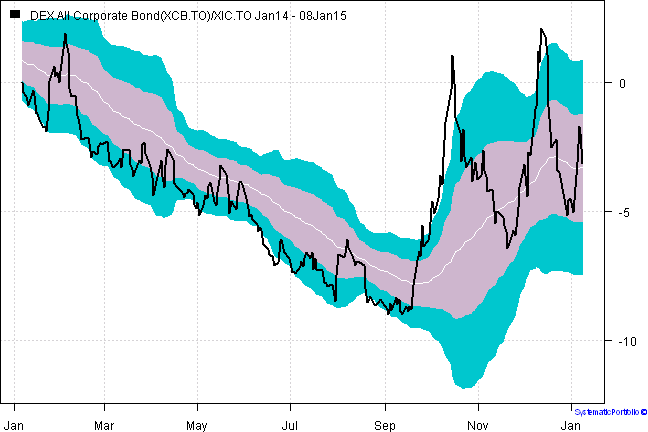 DEX All Corporate Bond(XCB.TO)/XIC.TO Jan14 - 08Jan15
0
-5
-10
Jan Mar May Jul Sep Nov Jan
SystematicPortfolio ©